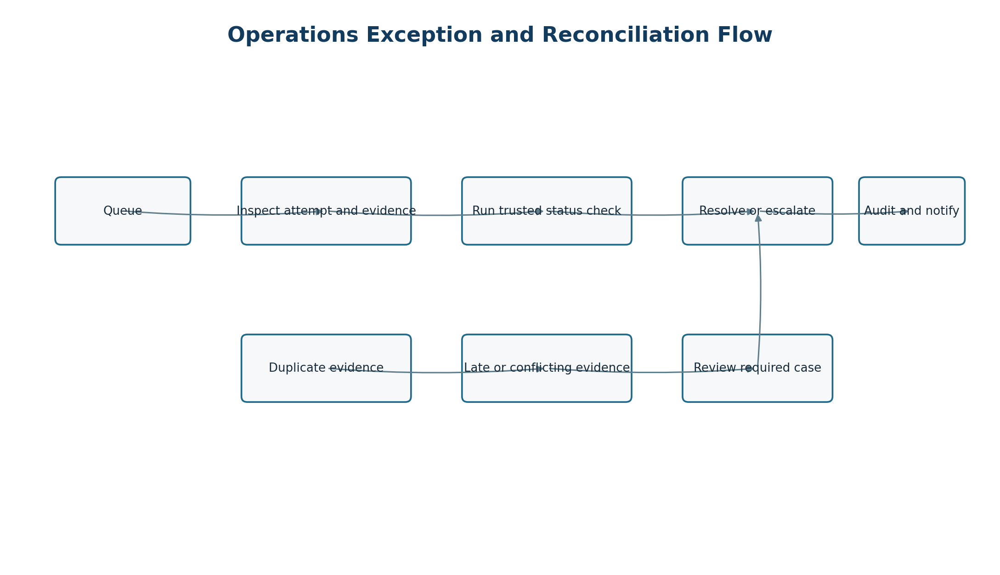 Operations Exception and Reconciliation Flow
Queue
Inspect attempt and evidence
Run trusted status check
Resolve or escalate
Audit and notify
Duplicate evidence
Late or conflicting evidence
Review required case